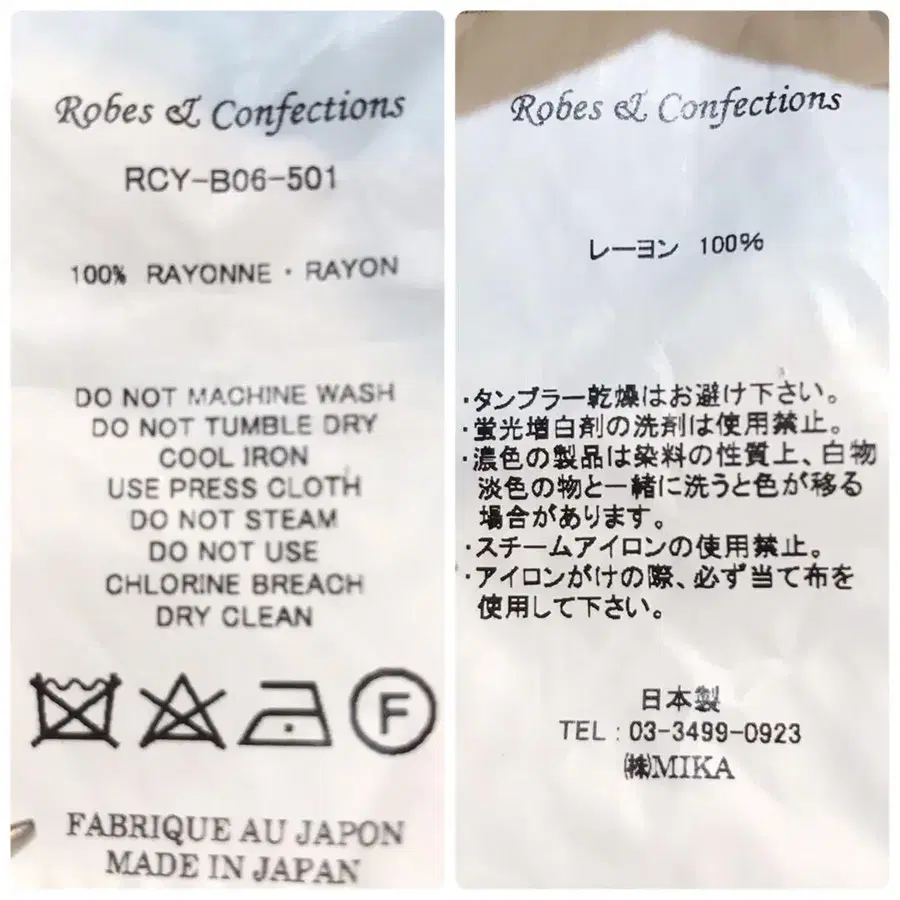 Robes & Confections
RCY-B06-501
100% RAYONNE・RAYON
DO NOT MACHINE WASH
DO NOT TUMBLE DRY
COOL IRON
USE PRESS CLOTH
DO NOT STEAM
DO NOT USE
CHLORINE BREACH
DRY CLEAN
F
FABRIQUE AU JAPON
MADE IN JAPAN
Robes & Confections
レーヨン 100%
・タンブラー乾燥はお避け下さい。
・蛍光増白剤の洗剤は使用禁止。
・濃色の製品は染料の性質上、白物
淡色の物と一緒に洗うと色が移る
場合があります。
・スチームアイロンの使用禁止。
・アイロンがけの際、必ず当て布を
使用して下さい。
日本製
TEL:03-3499-0923
㈱MIKA